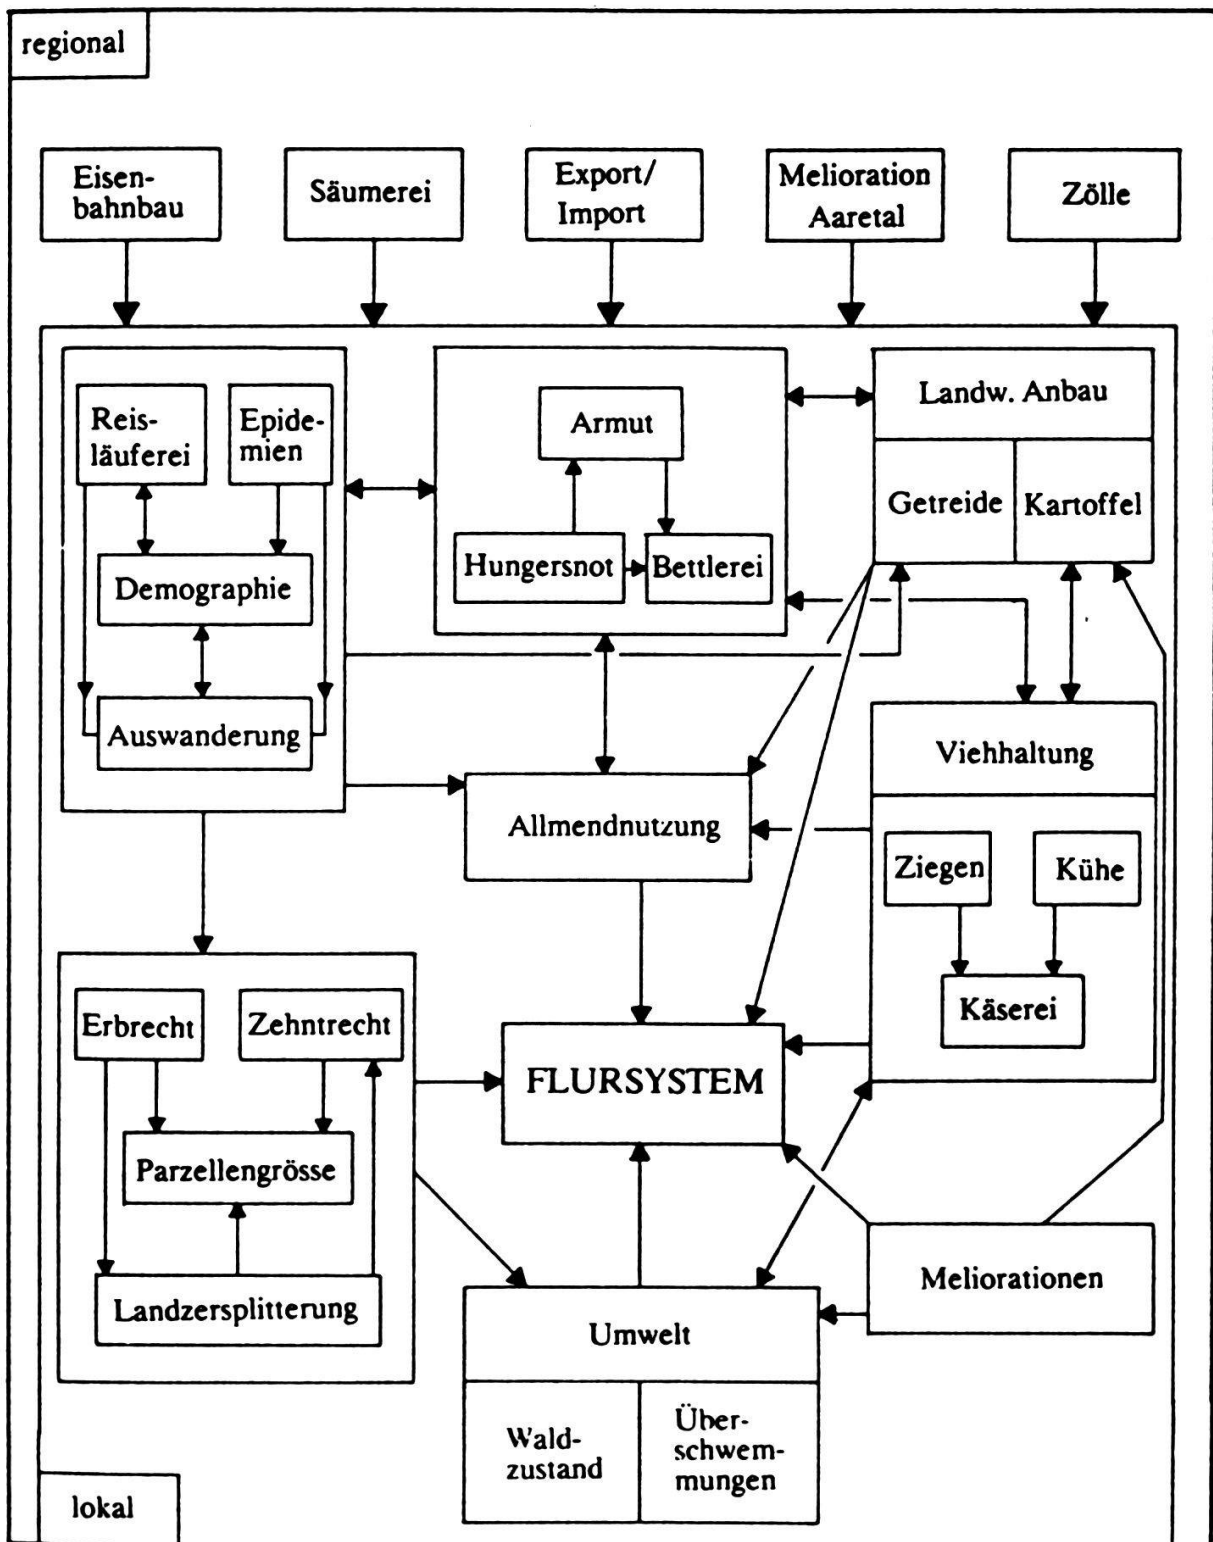 regional
Eisen-
bahnbau
Säumerei
Export/
Import
Melioration
Aaretal
Zölle
Reis-
läuferei
Epide-
mien
Demographie
Auswanderung
Armut
Hungersnot
Bettlerei
Landw. Anbau
Getreide
Kartoffel
Allmendnutzung
Viehhaltung
Ziegen
Kühe
Käserei
Erbrecht
Zehntrecht
Parzellengrösse
Landzersplitterung
FLURSYSTEM
Meliorationen
Umwelt
Wald-
zustand
Über-
schwem-
mungen
lokal